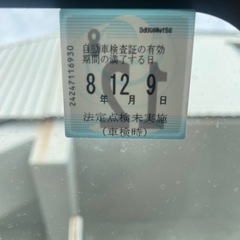 自動車検査証の有効
期間の満了する日
8 12 9
年 月 日
法定点検未実施
(車検時)
24247116930